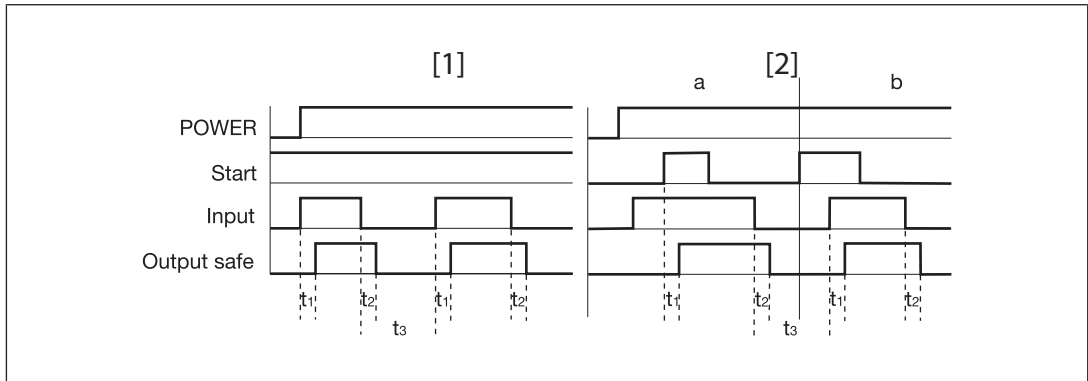 [1] [2]
a b
POWER
Start
Input
Output safe
t1 t2 t1 t2 t1 t2 t1 t2
t3 t3